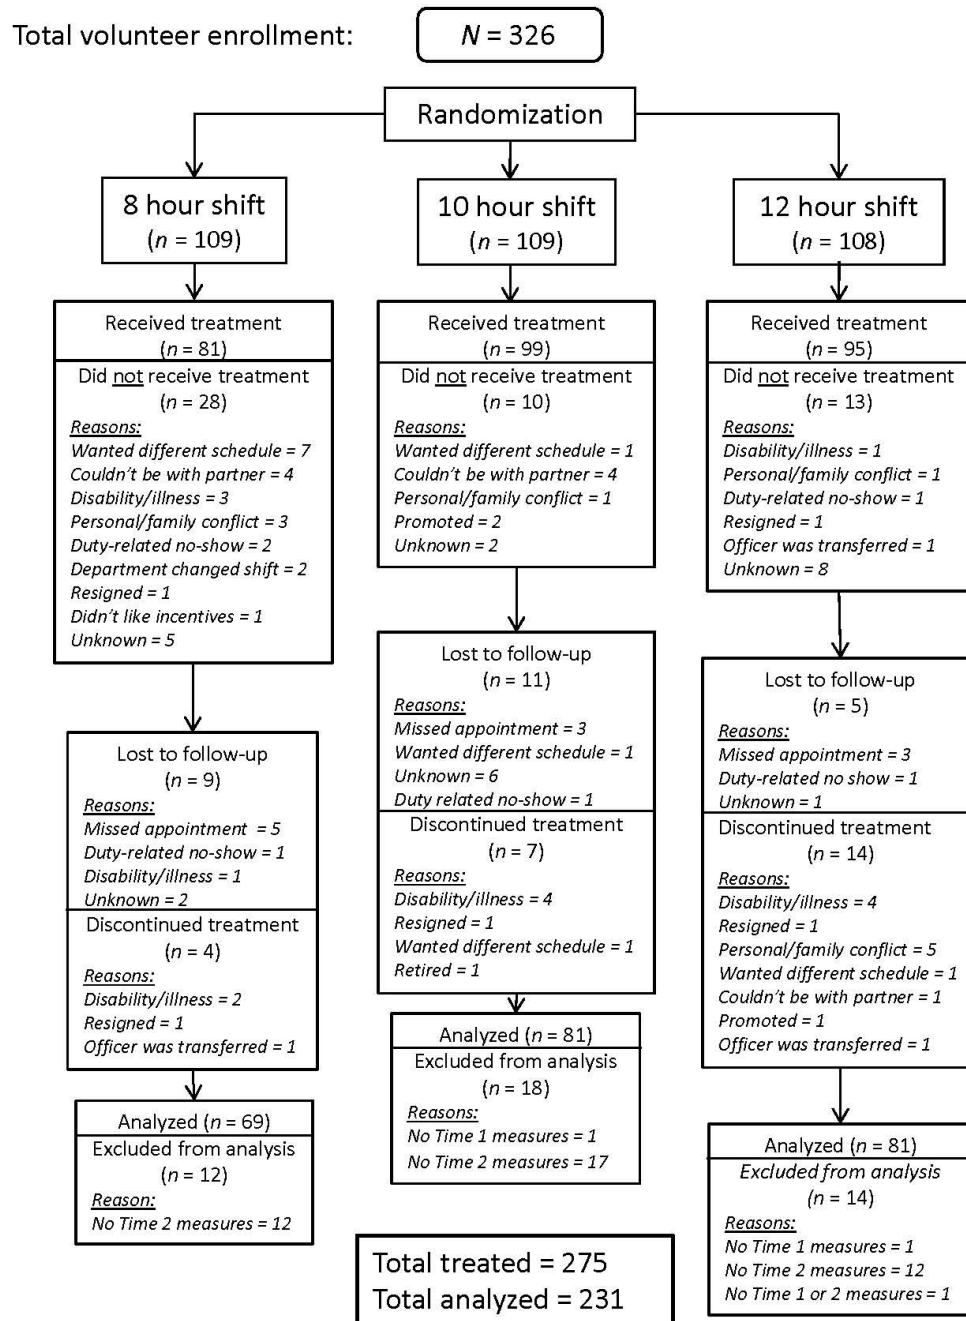 Total volunteer enrollment:
N = 326
Randomization
8 hour shift
(n = 109)
10 hour shift
(n = 109)
12 hour shift
(n = 108)
Received treatment
(n = 81)
Did not receive treatment
(n = 28)
Reasons:
Wanted different schedule = 7
Couldn't be with partner = 4
Disability/illness = 3
Personal/family conflict = 3
Duty-related no-show = 2
Department changed shift = 2
Resigned = 1
Didn't like incentives = 1
Unknown = 5
Received treatment
(n = 99)
Did not receive treatment
(n = 10)
Reasons:
Wanted different schedule = 1
Couldn't be with partner = 4
Personal/family conflict = 1
Promoted = 2
Unknown = 2
Received treatment
(n = 95)
Did not receive treatment
(n = 13)
Reasons:
Disability/illness = 1
Personal/family conflict = 1
Duty-related no-show = 1
Resigned = 1
Officer was transferred = 1
Unknown = 8
Lost to follow-up
(n = 9)
Reasons:
Missed appointment = 5
Duty-related no-show = 1
Disability/illness = 1
Unknown = 2
Discontinued treatment
(n = 4)
Reasons:
Disability/illness = 2
Resigned = 1
Officer was transferred = 1
Lost to follow-up
(n = 11)
Reasons:
Missed appointment = 3
Wanted different schedule = 1
Unknown = 6
Duty related no-show = 1
Discontinued treatment
(n = 7)
Reasons:
Disability/illness = 4
Resigned = 1
Wanted different schedule = 1
Retired = 1
Lost to follow-up
(n = 5)
Reasons:
Missed appointment = 3
Duty-related no show = 1
Unknown = 1
Discontinued treatment
(n = 14)
Reasons:
Disability/illness = 4
Resigned = 1
Personal/family conflict = 5
Wanted different schedule = 1
Couldn't be with partner = 1
Promoted = 1
Officer was transferred = 1
Analyzed (n = 69)
Excluded from analysis
(n = 12)
Reason:
No Time 2 measures = 12
Analyzed (n = 81)
Excluded from analysis
(n = 18)
Reasons:
No Time 1 measures = 1
No Time 2 measures = 17
Analyzed (n = 81)
Excluded from analysis
(n = 14)
Reasons:
No Time 1 measures = 1
No Time 2 measures = 12
No Time 1 or 2 measures = 1
Total treated = 275
Total analyzed = 231